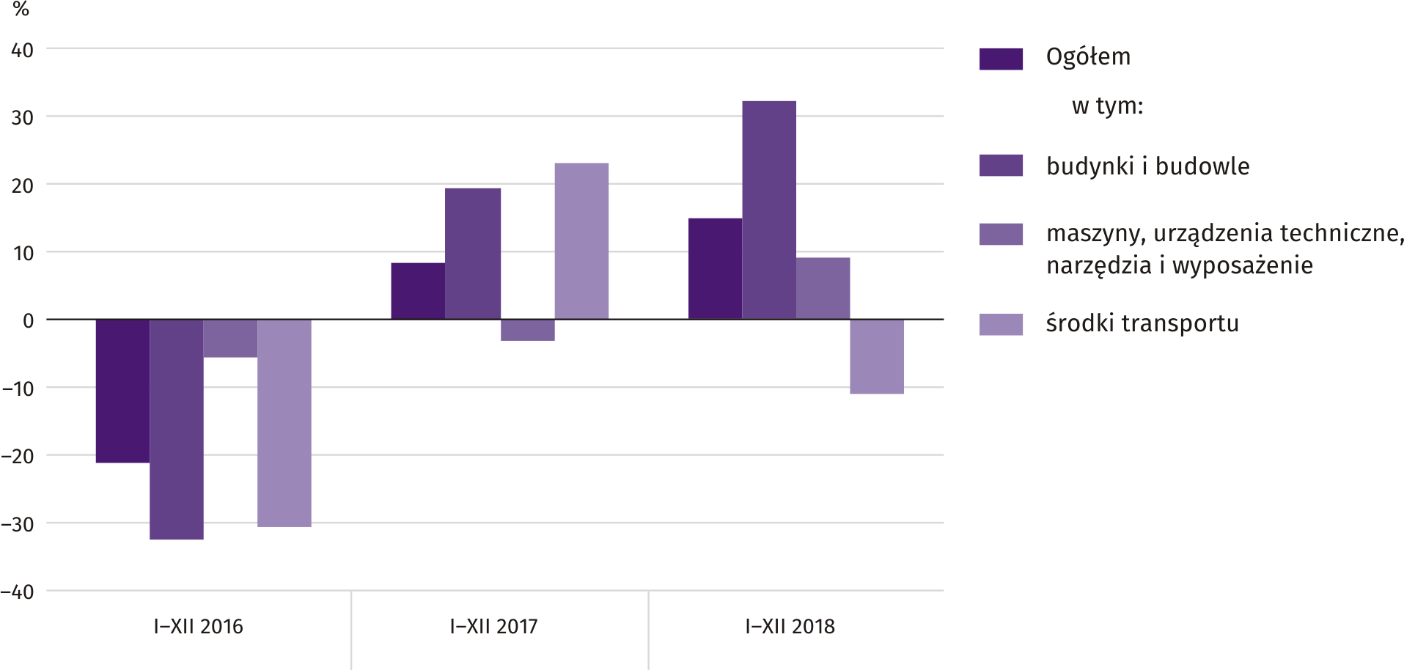 %
40
30
20
10
0
–10
–20
–30
–40
I–XII 2016
I–XII 2017
I–XII 2018
Ogółem
w tym:
budynki i budowle
maszyny, urządzenia techniczne,
narzędzia i wyposażenie
środki transportu